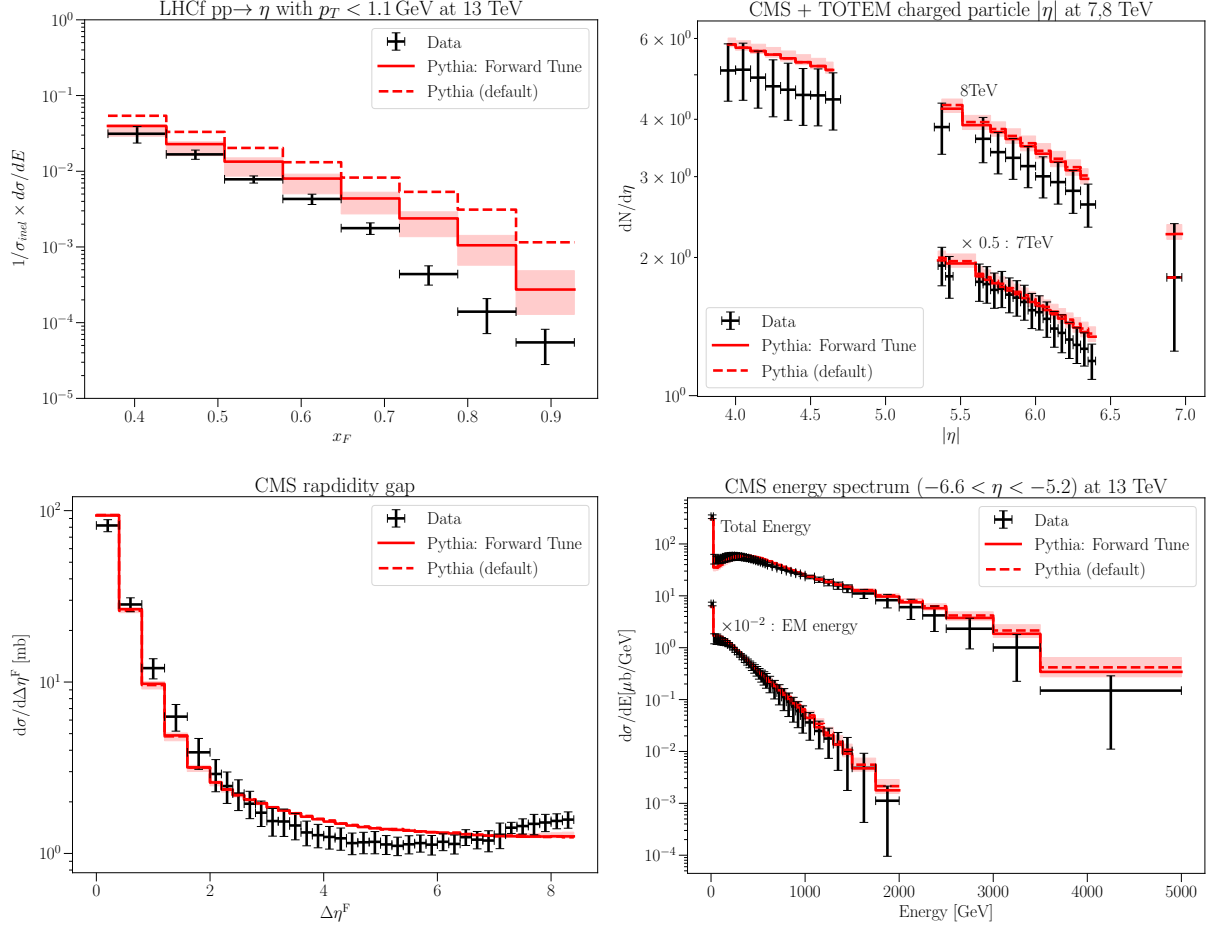 LHCf pp→ η with p_T < 1.1 GeV at 13 TeV
Data
Pythia: Forward Tune
Pythia (default)
10^0
10^-1
10^-2
10^-3
10^-4
10^-5
1/σ_inel × dσ/dE
0.4 0.5 0.6 0.7 0.8 0.9
x_F
CMS + TOTEM charged particle |η| at 7,8 TeV
6 × 10^0
4 × 10^0
3 × 10^0
2 × 10^0
10^0
dN/dη
8TeV
× 0.5 : 7TeV
Data
Pythia: Forward Tune
Pythia (default)
4.0 4.5 5.0 5.5 6.0 6.5 7.0
|η|
CMS rapdidity gap
Data
Pythia: Forward Tune
Pythia (default)
10^2
10^1
10^0
dσ/dΔη^F [mb]
0 2 4 6 8
Δη^F
CMS energy spectrum (−6.6 < η < −5.2) at 13 TeV
Data
Pythia: Forward Tune
Pythia (default)
Total Energy
×10^-2 : EM energy
10^2
10^1
10^0
10^-1
10^-2
10^-3
10^-4
dσ/dE[μb/GeV]
0 1000 2000 3000 4000 5000
Energy [GeV]